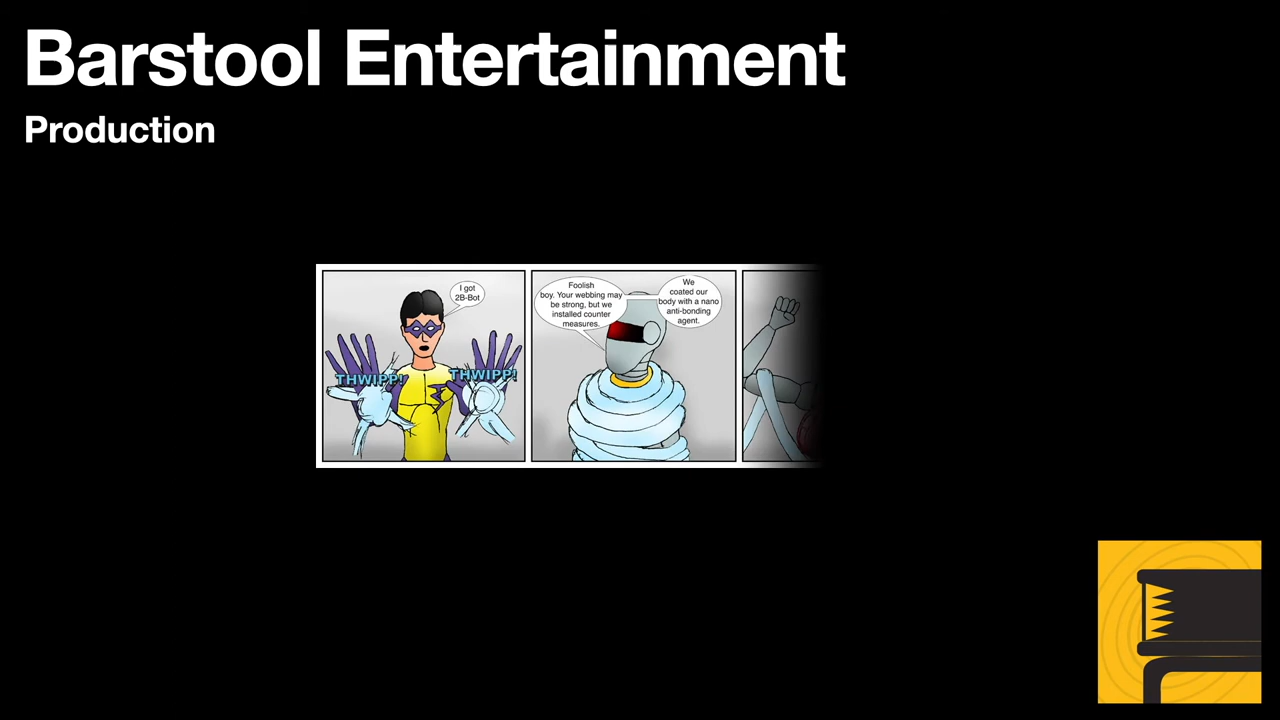 Barstool Entertainment
Production
I got
2B-Bot
THWIPP!
THWIPP!
Foolish
boy. Your webbing may
be strong, but we
installed counter
measures.
We
coated our
body with a nano
anti-bonding
agent.